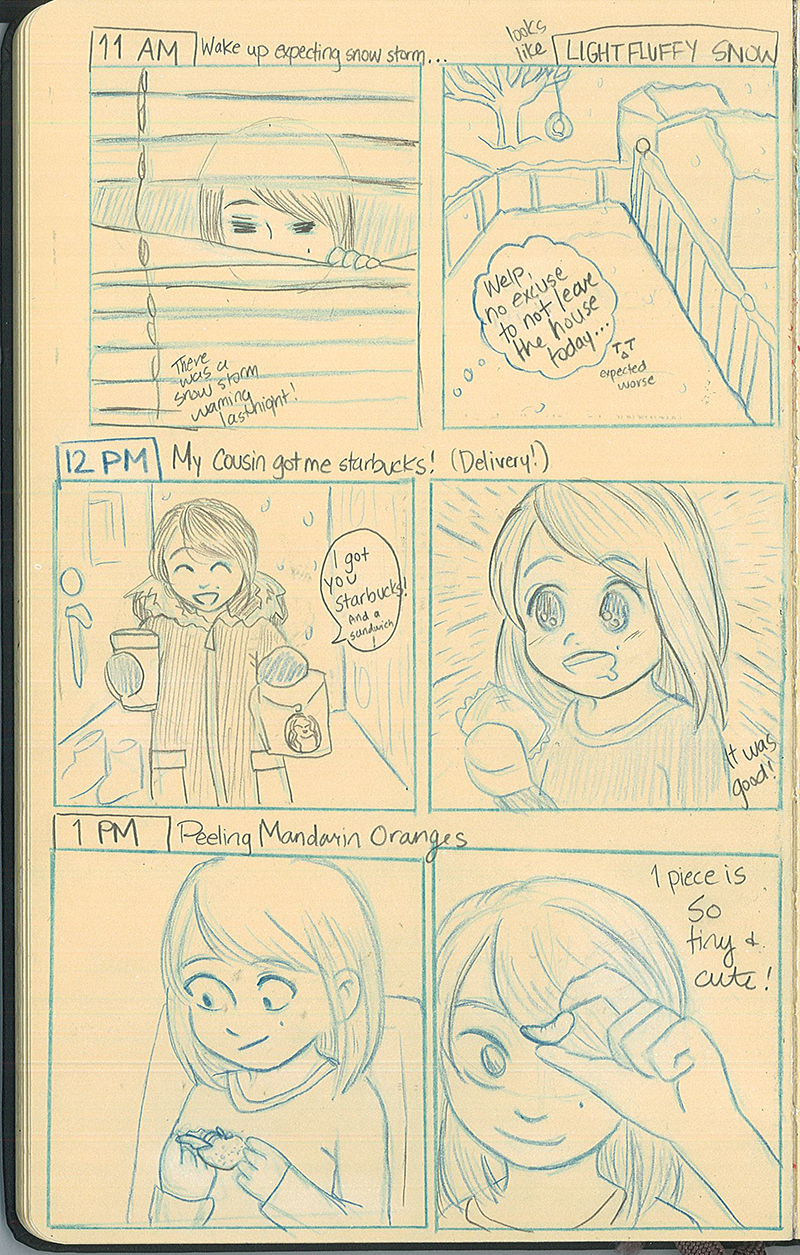 11 AM
Wake up expecting snow storm...
looks
like
LIGHT FLUFFY SNOW
There
was a
snow storm
warning
last night!
Welp,
no excuse
to not leave
the house
today...
T^T
expected
worse
12 PM
My Cousin got me starbucks! (Delivery!)
I got
you
starbucks!
And a
sandwich
!
It was
good!
1 PM
Peeling Mandarin Oranges
1 piece is
so
tiny &
cute!